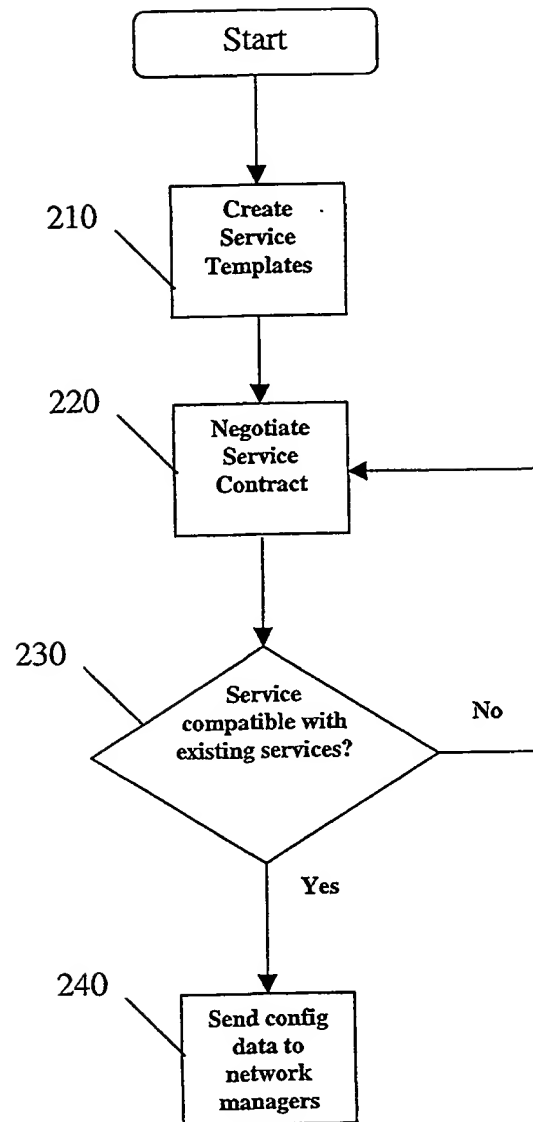 Start
210
Create
Service
Templates
220
Negotiate
Service
Contract
230
Service
compatible with
existing services?
No
Yes
240
Send config
data to
network
managers